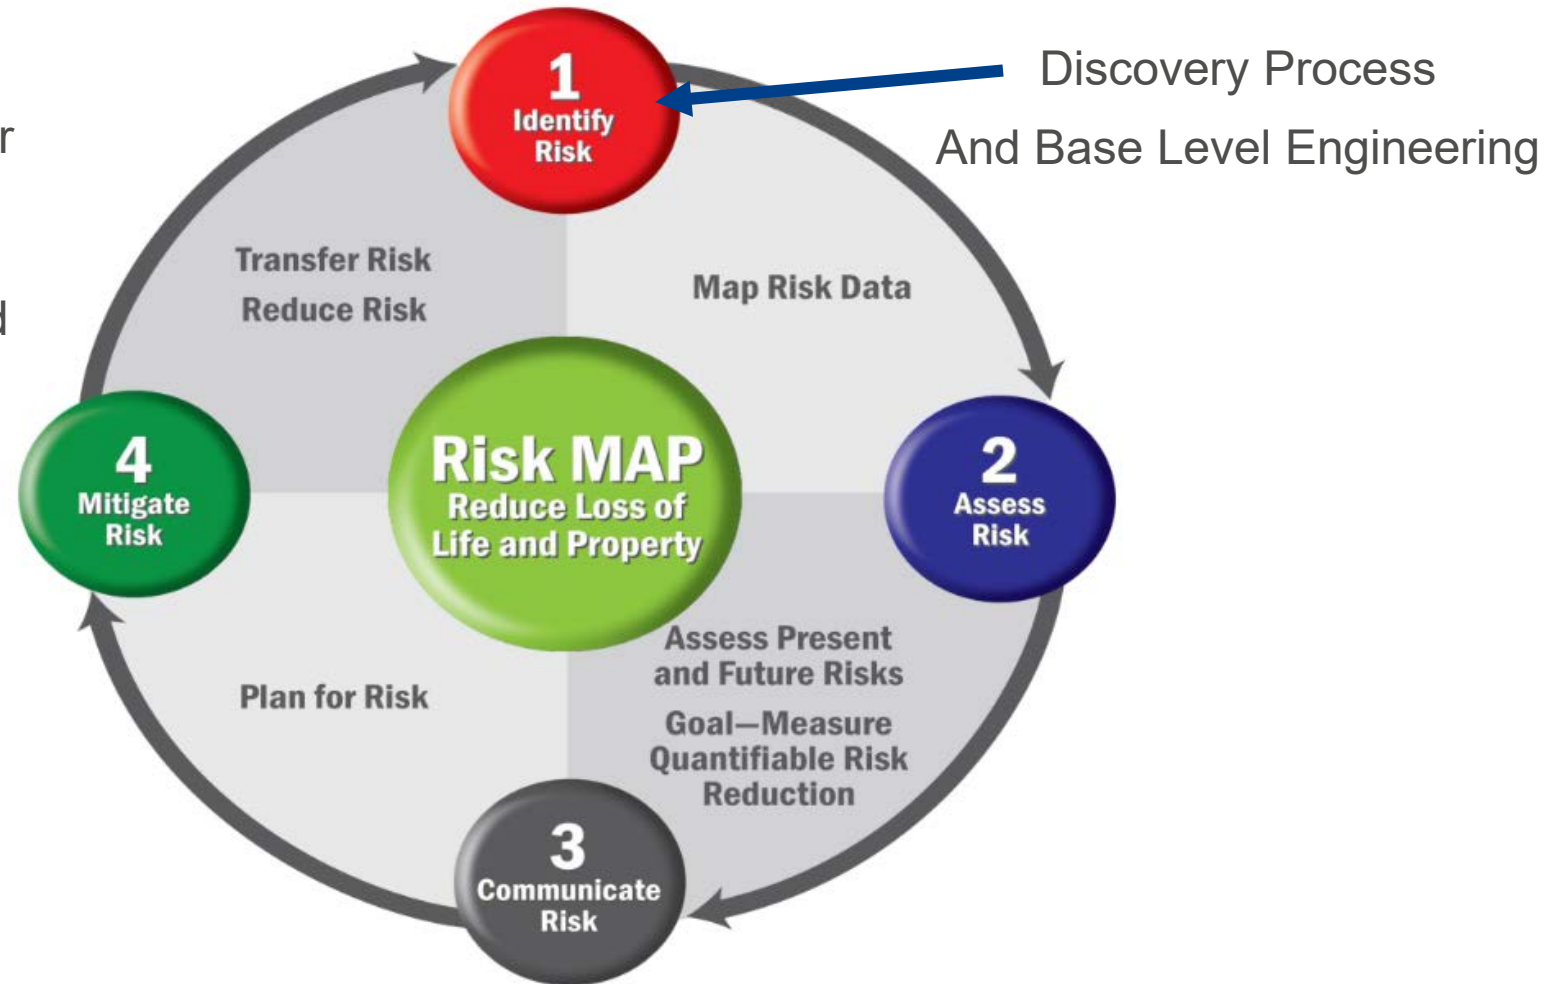 Discovery Process
And Base Level Engineering
1
Identify
Risk
Transfer Risk
Reduce Risk
Map Risk Data
4
Mitigate
Risk
Risk MAP
Reduce Loss of
Life and Property
2
Assess
Risk
Plan for Risk
Assess Present
and Future Risks
Goal—Measure
Quantifiable Risk
Reduction
3
Communicate
Risk